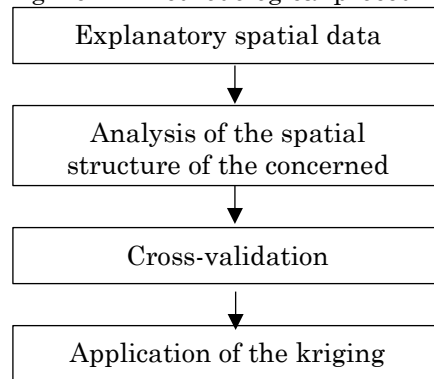 Explanatory spatial data
Analysis of the spatial
structure of the concerned
Cross-validation
Application of the kriging